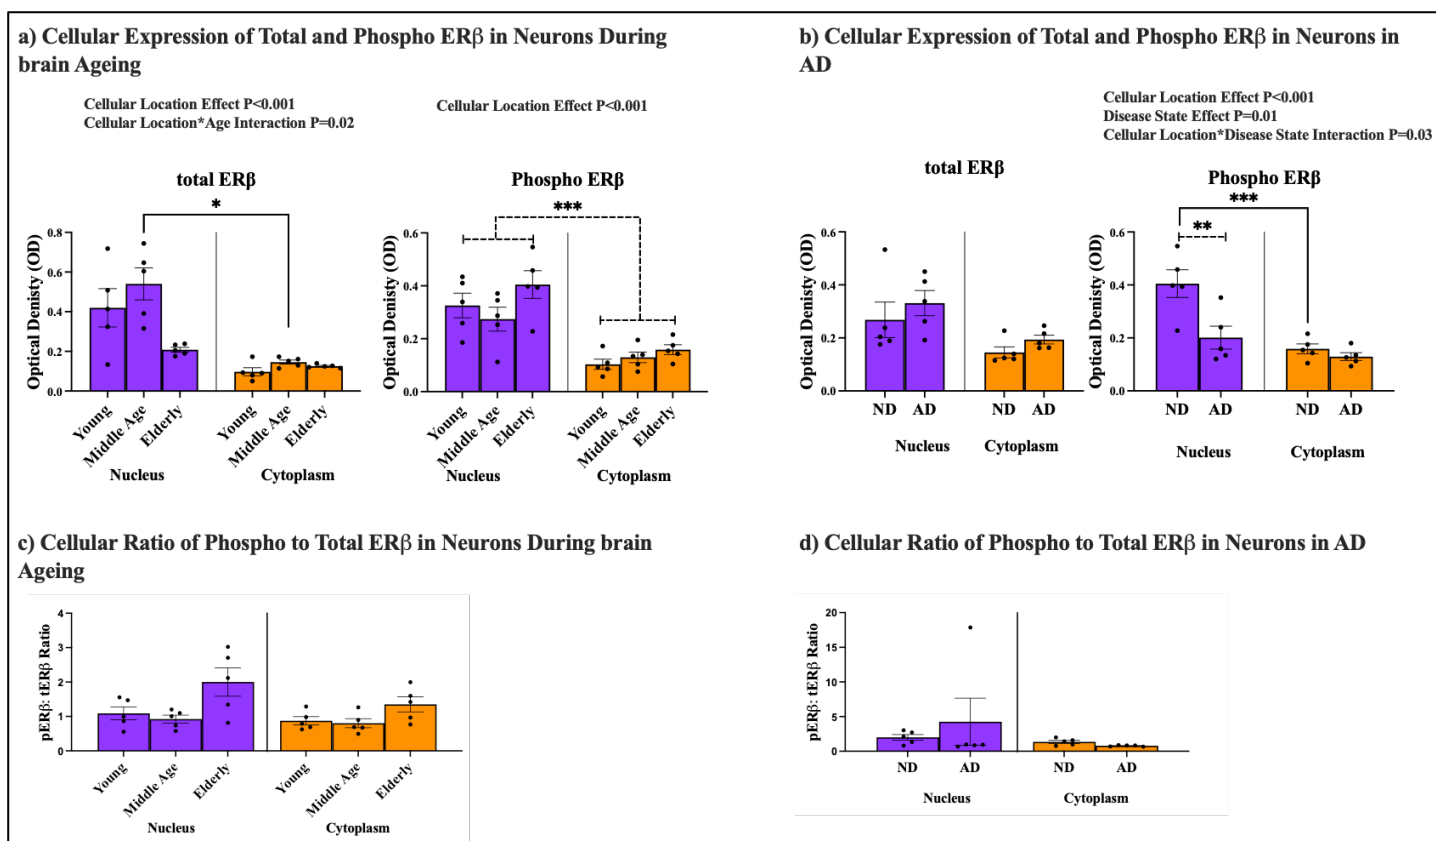 a) Cellular Expression of Total and Phospho ERβ in Neurons During
brain Ageing
Cellular Location Effect P<0.001
Cellular Location*Age Interaction P=0.02
Cellular Location Effect P<0.001
total ERβ
*
Optical Denisty (OD)
0.8
0.6
0.4
0.2
0.0
Young
Middle Age
Elderly
Young
Middle Age
Elderly
Nucleus
Cytoplasm
Phospho ERβ
***
Optical Denisty (OD)
0.6
0.4
0.2
0.0
Young
Middle Age
Elderly
Young
Middle Age
Elderly
Nucleus
Cytoplasm
b) Cellular Expression of Total and Phospho ERβ in Neurons in
AD
Cellular Location Effect P<0.001
Disease State Effect P=0.01
Cellular Location*Disease State Interaction P=0.03
total ERβ
Optical Denisty (OD)
0.6
0.4
0.2
0.0
ND
AD
ND
AD
Nucleus
Cytoplasm
Phospho ERβ
***
**
Optical Denisty (OD)
0.6
0.4
0.2
0.0
ND
AD
ND
AD
Nucleus
Cytoplasm
c) Cellular Ratio of Phospho to Total ERβ in Neurons During brain
Ageing
pERβ: tERβ Ratio
4
3
2
1
0
Young
Middle Age
Elderly
Young
Middle Age
Elderly
Nucleus
Cytoplasm
d) Cellular Ratio of Phospho to Total ERβ in Neurons in AD
pERβ: tERβ Ratio
20
15
10
5
0
ND
AD
ND
AD
Nucleus
Cytoplasm